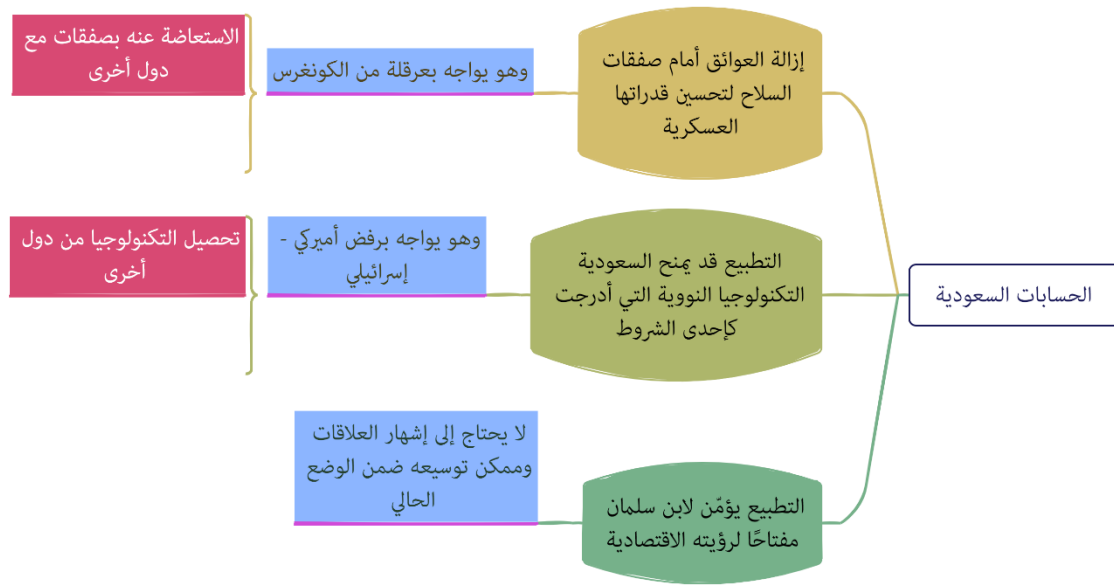 الحسابات السعودية
إزالة العوائق أمام صفقات
السلاح لتحسين قدراتها
العسكرية
وهو يواجه بعرقلة من الكونغرس
الاستعاضة عنه بصفقات مع
دول أخرى
التطبيع قد يمنح السعودية
التكنولوجيا النووية التي أدرجت
كإحدى الشروط
وهو يواجه برفض أميركي -
إسرائيلي
تحصيل التكنولوجيا من دول
أخرى
التطبيع يؤمّن لابن سلمان
مفتاحًا لرؤيته الاقتصادية
لا يحتاج إلى إشهار العلاقات
وممكن توسيعه ضمن الوضع
الحالي